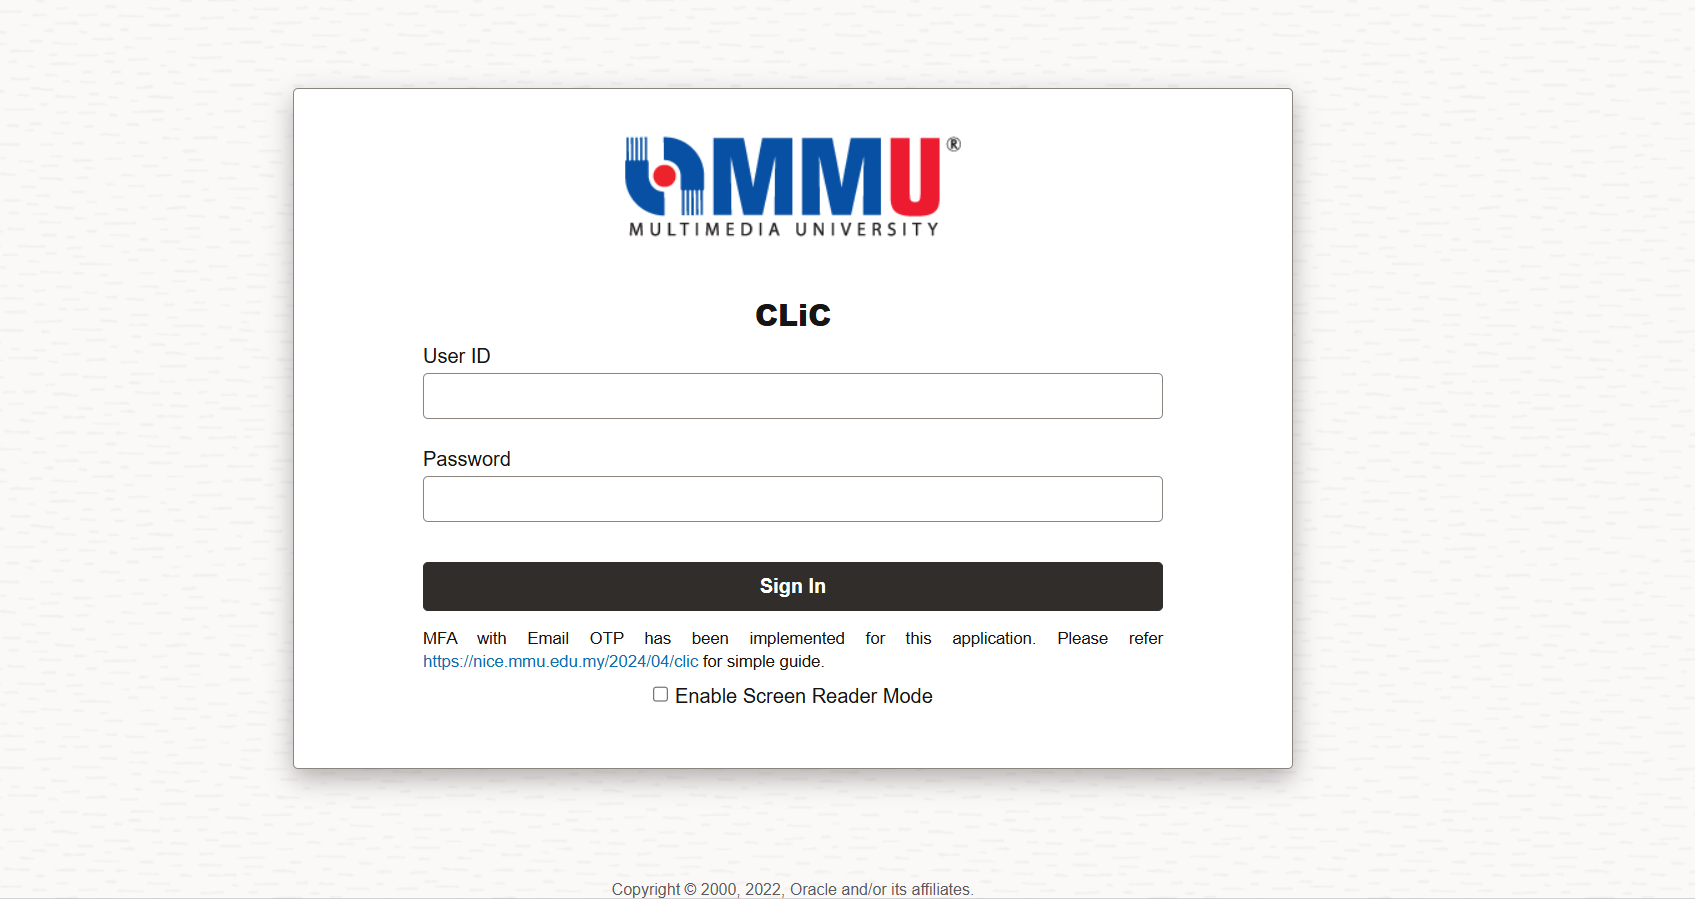 MMU®
MULTIMEDIA UNIVERSITY
CLiC
User ID
Password
Sign In
MFA with Email OTP has been implemented for this application. Please refer
https://nice.mmu.edu.my/2024/04/clic for simple guide.
Enable Screen Reader Mode
Copyright © 2000, 2022, Oracle and/or its affiliates.